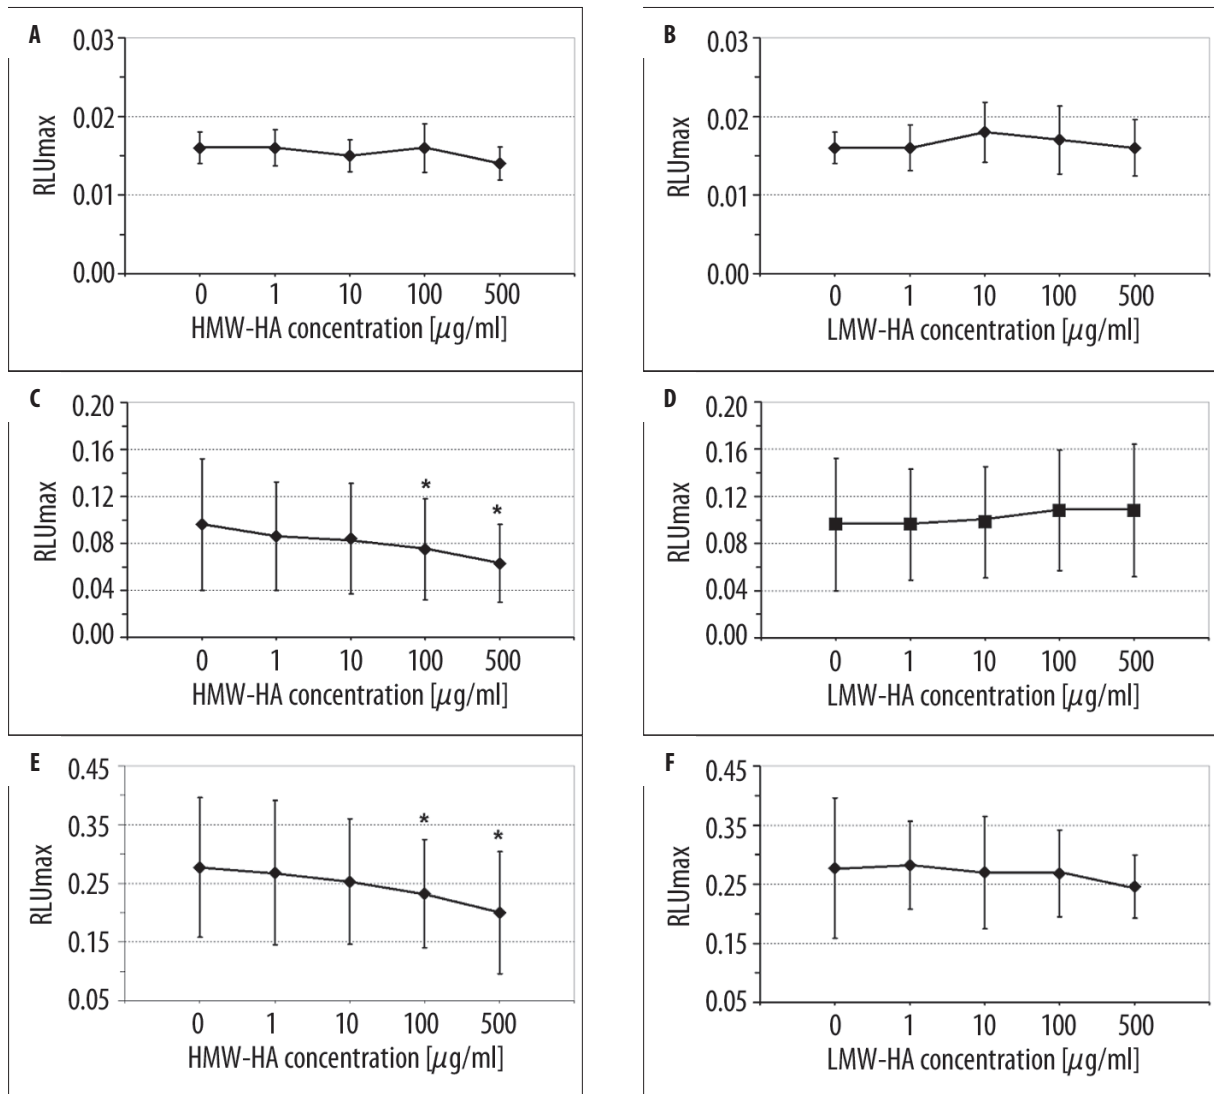 A
0.03
0.02
0.01
0.00
RLUmax
0 1 10 100 500
HMW-HA concentration [μg/ml]
B
0.03
0.02
0.01
0.00
RLUmax
0 1 10 100 500
LMW-HA concentration [μg/ml]
C
0.20
0.16
0.12
0.08
0.04
0.00
RLUmax
* *
0 1 10 100 500
HMW-HA concentration [μg/ml]
D
0.20
0.16
0.12
0.08
0.04
0.00
RLUmax
0 1 10 100 500
LMW-HA concentration [μg/ml]
E
0.45
0.35
0.25
0.15
0.05
RLUmax
* *
0 1 10 100 500
HMW-HA concentration [μg/ml]
F
0.45
0.35
0.25
0.15
0.05
RLUmax
0 1 10 100 500
LMW-HA concentration [μg/ml]